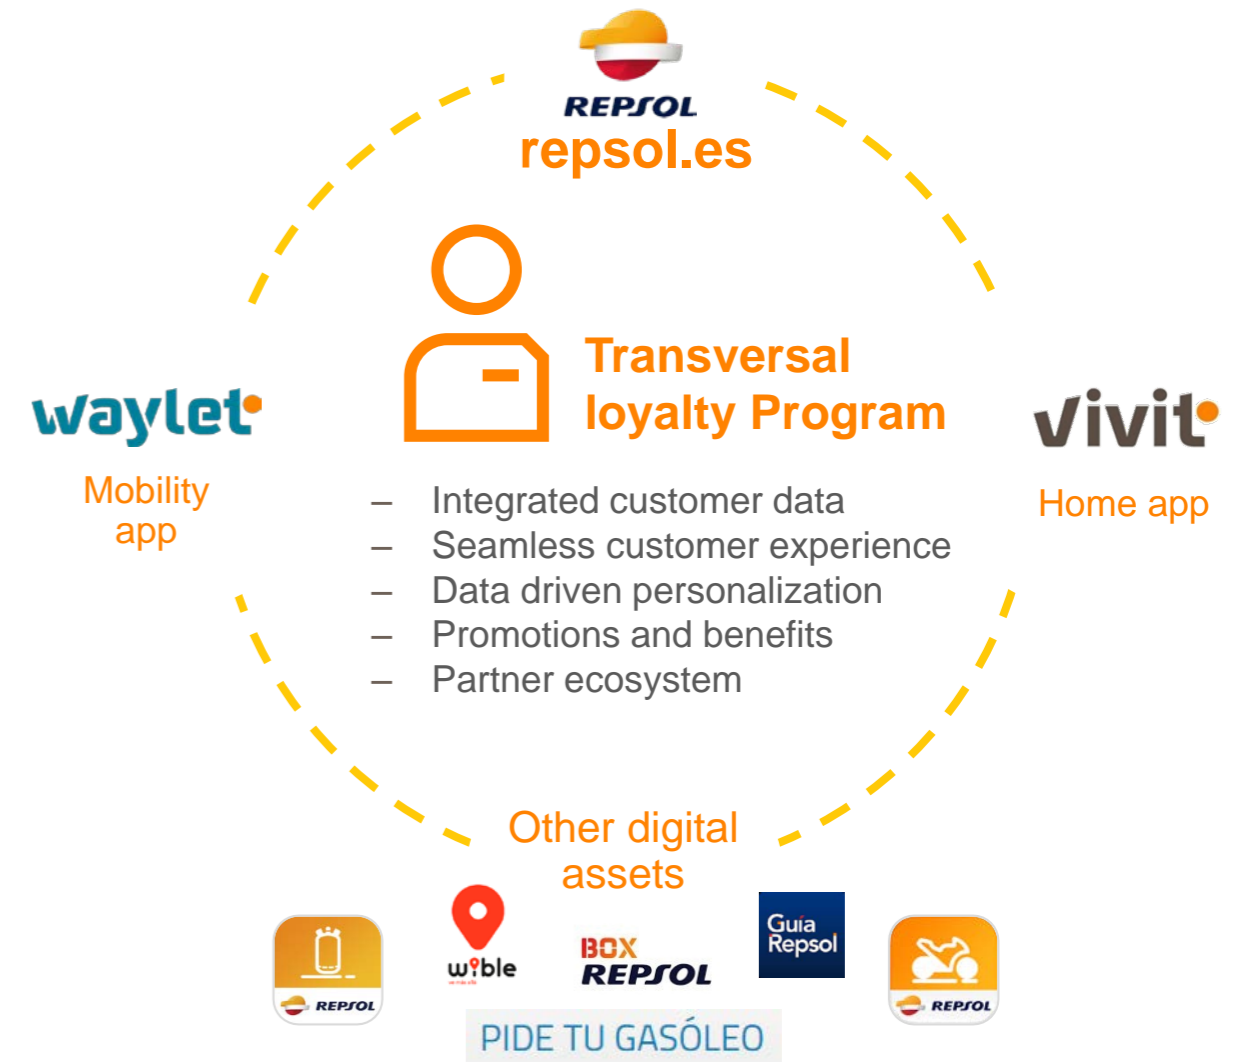 REPSOL
repsol.es
Transversal
loyalty Program
waylet
Mobility
app
vivit
Home app
– Integrated customer data
– Seamless customer experience
– Data driven personalization
– Promotions and benefits
– Partner ecosystem
Other digital
assets
REPSOL
wible
BOX
REPSOL
Guía
Repsol
REPSOL
PIDE TU GASÓLEO